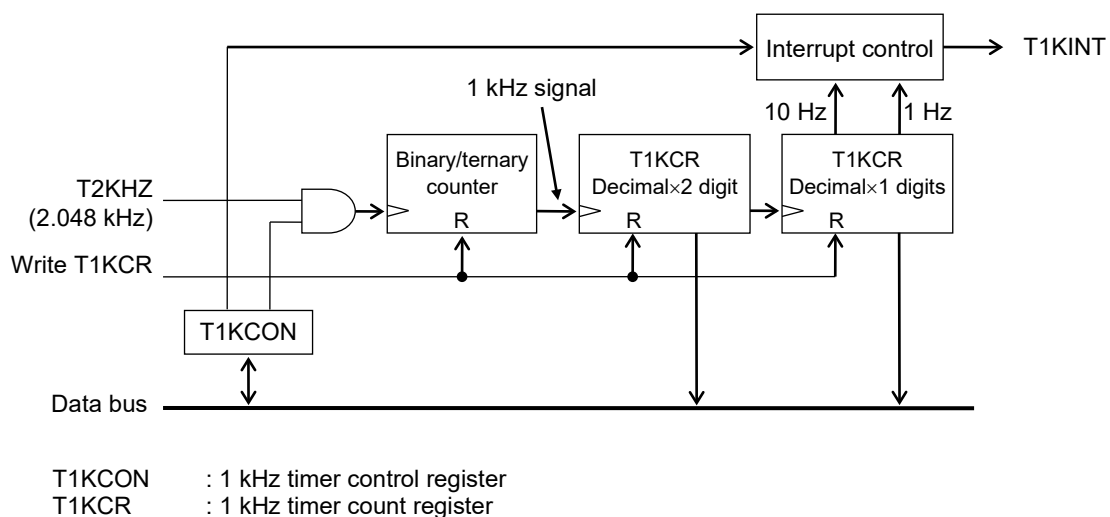 Interrupt control
T1KINT
1 kHz signal
10 Hz
1 Hz
Binary/ternary
counter
T1KCR
Decimal×2 digit
T1KCR
Decimal×1 digits
T2KHZ
(2.048 kHz)
R
R
R
Write T1KCR
T1KCON
Data bus
T1KCON : 1 kHz timer control register
T1KCR : 1 kHz timer count register